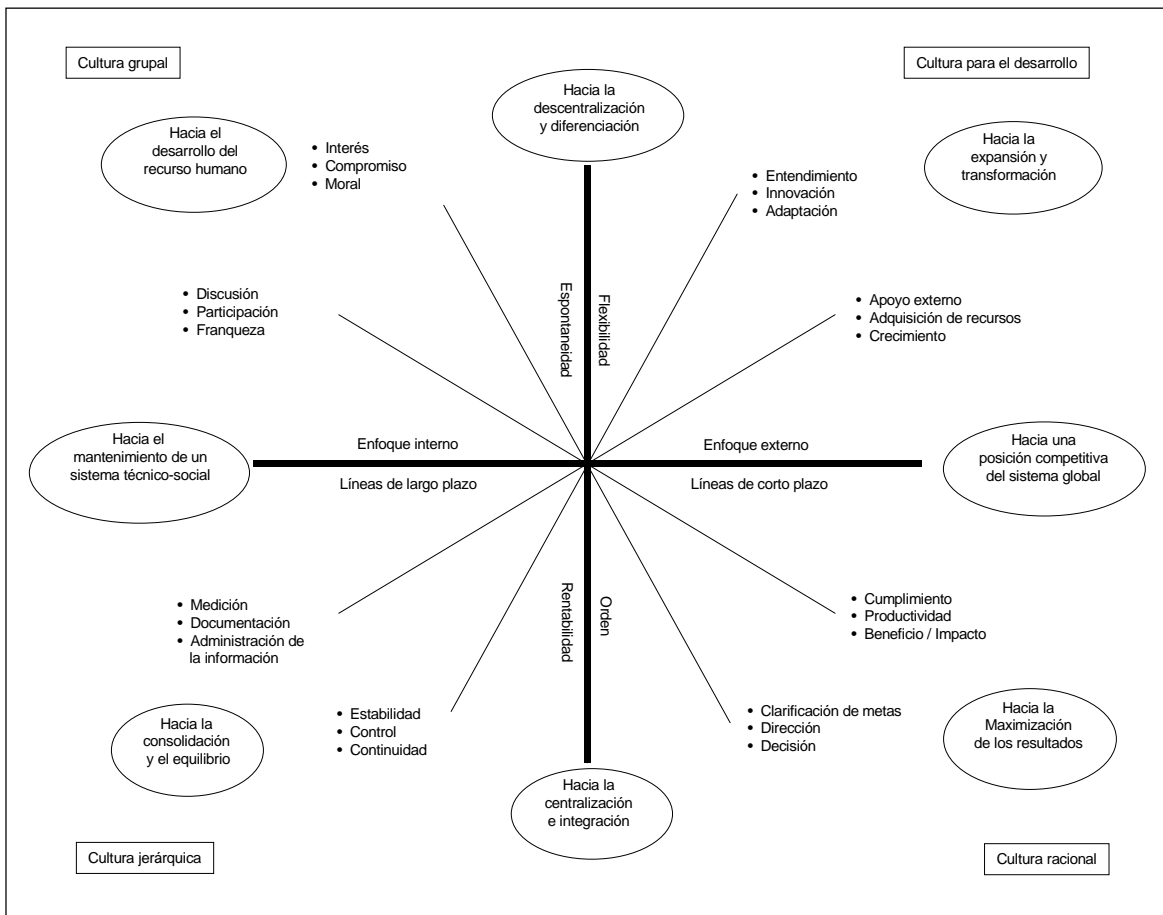 Cultura grupal
Cultura para el desarrollo
Hacia la
descentralización
y diferenciación
Hacia el
desarrollo del
recurso humano
• Interés
• Compromiso
• Moral
• Entendimiento
• Innovación
• Adaptación
Hacia la
expansión y
transformación
• Discusión
• Participación
• Franqueza
Espontaneidad
Flexibilidad
• Apoyo externo
• Adquisición de recursos
• Crecimiento
Hacia el
mantenimiento de un
sistema técnico-social
Enfoque interno
Líneas de largo plazo
Enfoque externo
Líneas de corto plazo
Hacia una
posición competitiva
del sistema global
• Medición
• Documentación
• Administración de
la información
Rentabilidad
Orden
• Cumplimiento
• Productividad
• Beneficio / Impacto
Hacia la
consolidación
y el equilibrio
• Estabilidad
• Control
• Continuidad
• Clarificación de metas
• Dirección
• Decisión
Hacia la
Maximización
de los resultados
Hacia la
centralización
e integración
Cultura jerárquica
Cultura racional